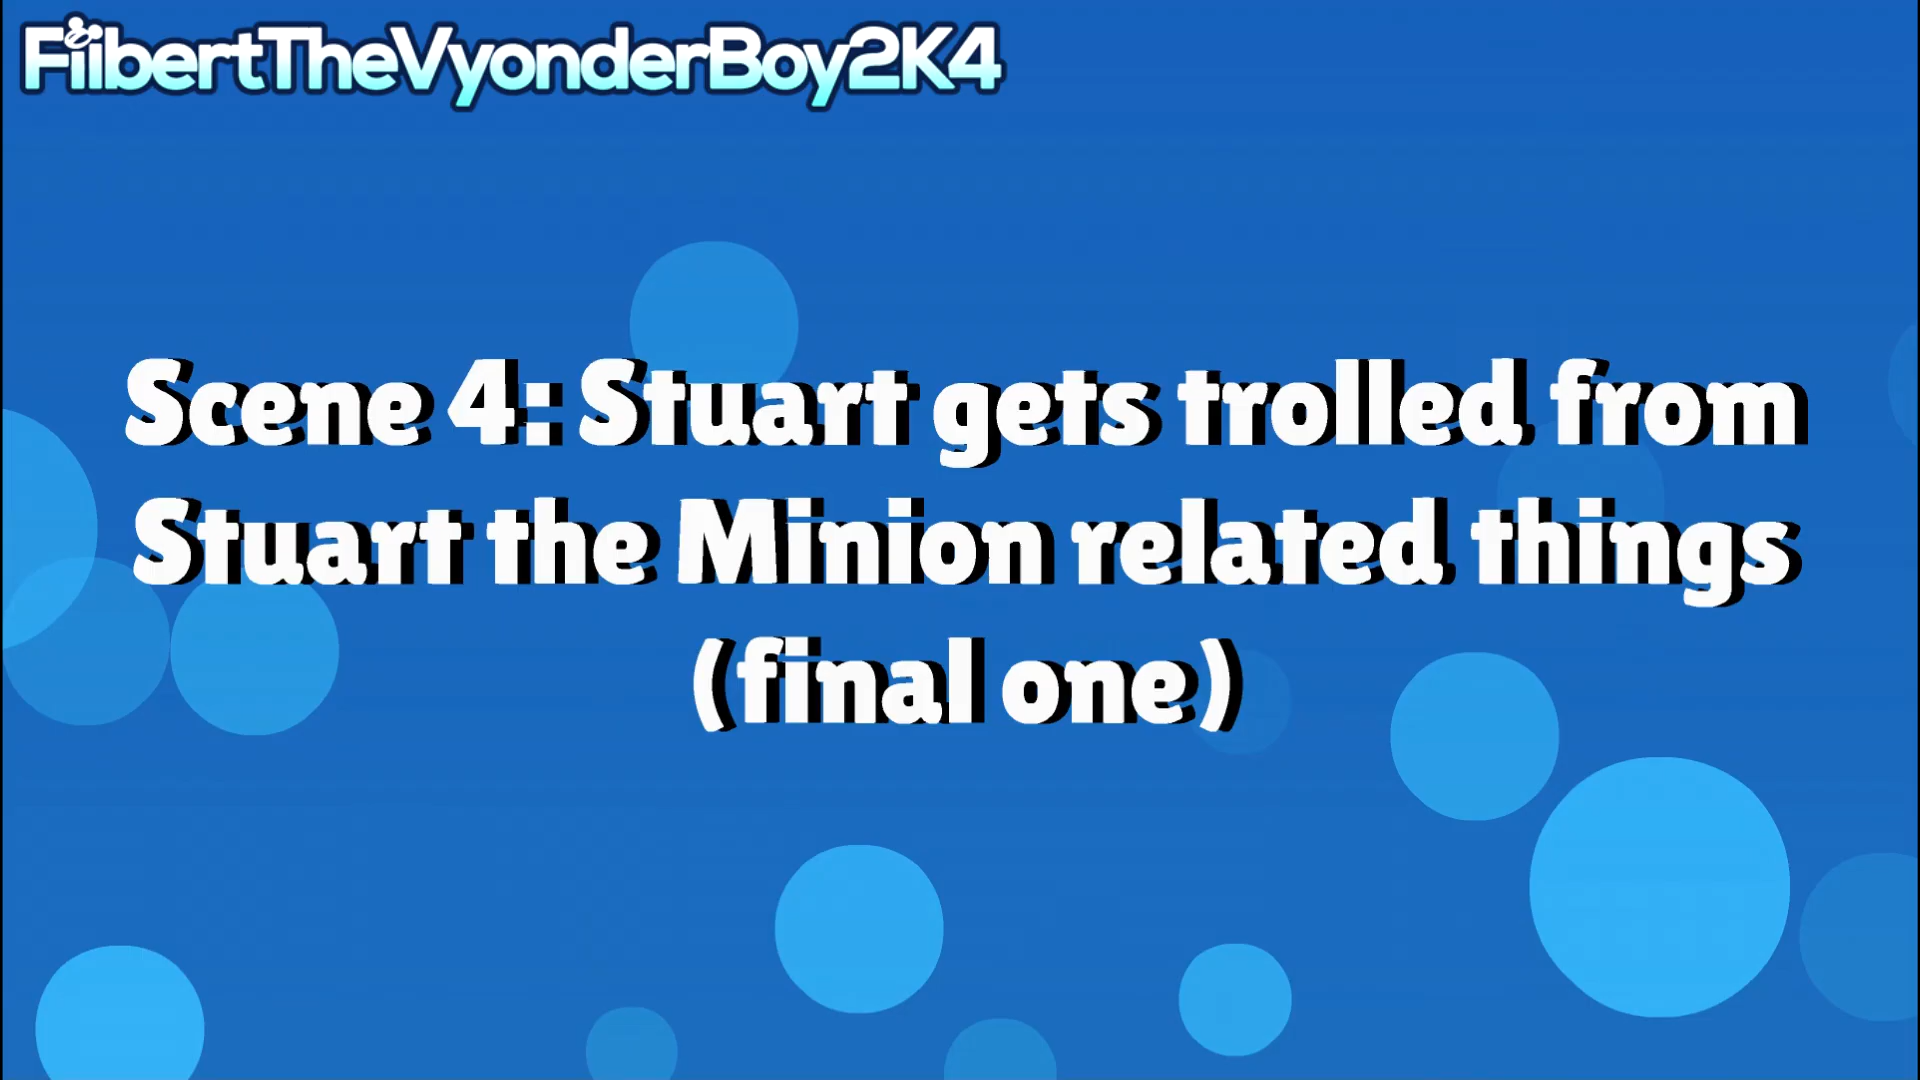 FilbertTheVyonderBoy2K4
Scene 4: Stuart gets trolled from
Stuart the Minion related things
(final one)